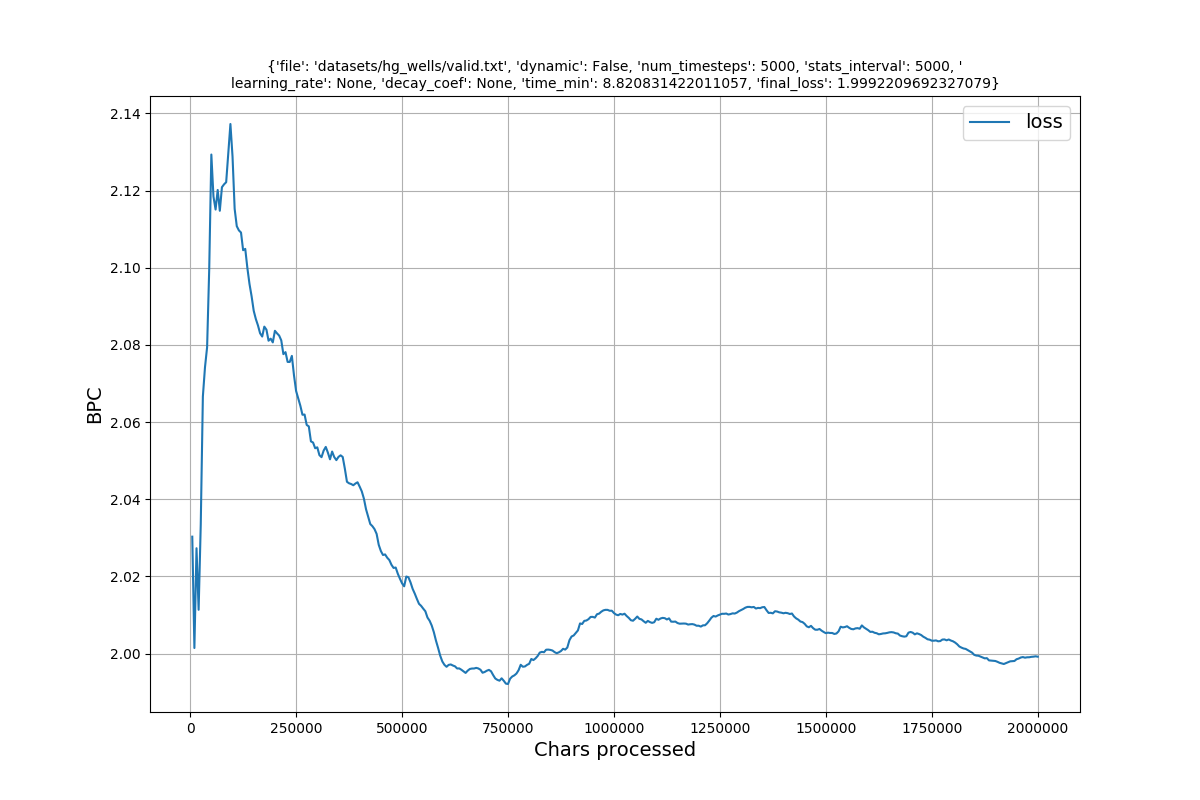 {'file': 'datasets/hg_wells/valid.txt', 'dynamic': False, 'num_timesteps': 5000, 'stats_interval': 5000, '
learning_rate': None, 'decay_coef': None, 'time_min': 8.820831422011057, 'final_loss': 1.9992209692327079}
loss
2.14
2.12
2.10
2.08
2.06
2.04
2.02
2.00
BPC
0 250000 500000 750000 1000000 1250000 1500000 1750000 2000000
Chars processed